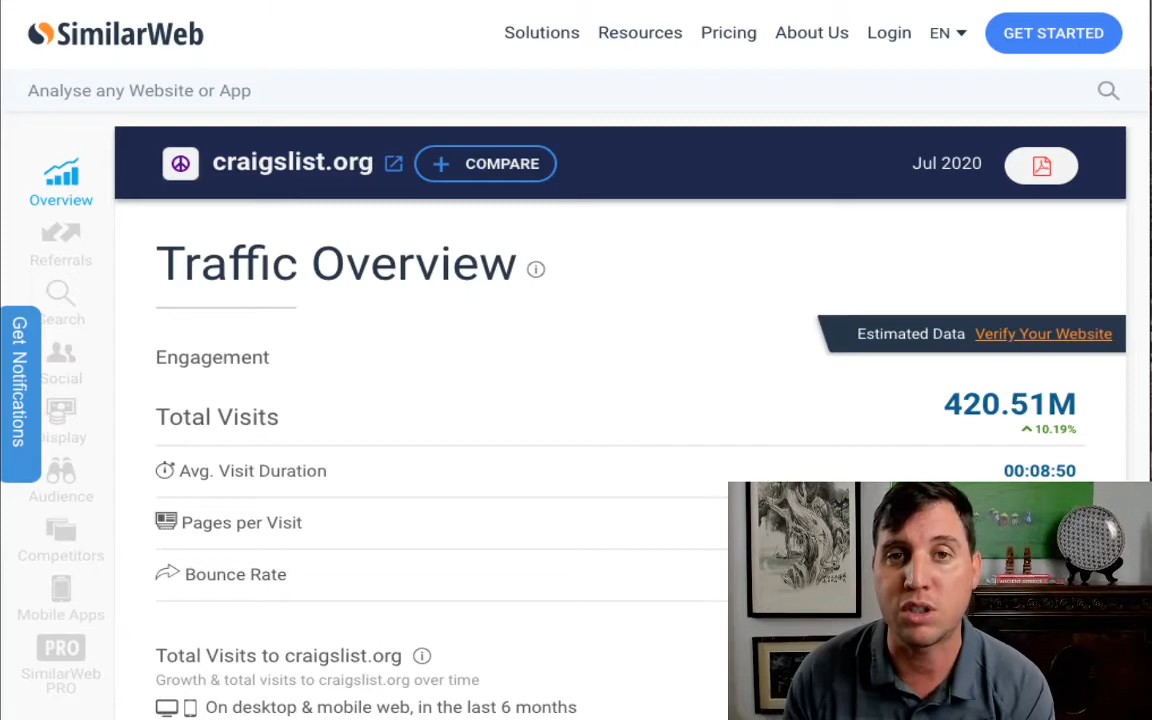 SimilarWeb
Solutions Resources Pricing About Us Login EN GET STARTED
Analyse any Website or App
craigslist.org + COMPARE Jul 2020
Overview
Referrals
Search
Social
Display
Audience
Competitors
Mobile Apps
PRO
SimilarWeb
PRO
Get Notifications
Traffic Overview
Estimated Data Verify Your Website
Engagement
Total Visits 420.51M
10.19%
Avg. Visit Duration 00:08:50
Pages per Visit
Bounce Rate
Total Visits to craigslist.org
Growth & total visits to craigslist.org over time
On desktop & mobile web, in the last 6 months